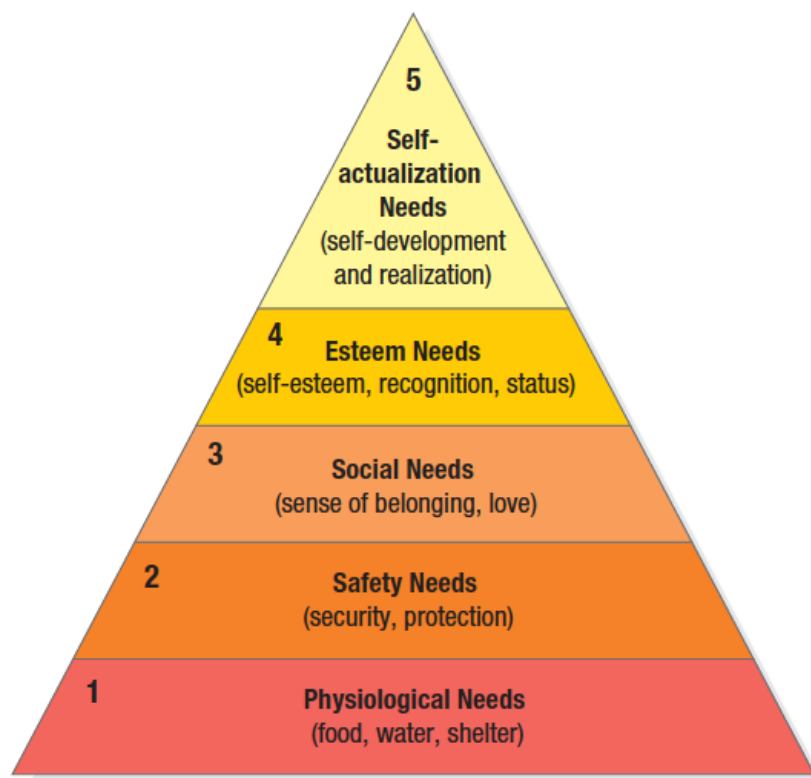 5
Self-
actualization
Needs
(self-development
and realization)
4
Esteem Needs
(self-esteem, recognition, status)
3
Social Needs
(sense of belonging, love)
2
Safety Needs
(security, protection)
1
Physiological Needs
(food, water, shelter)